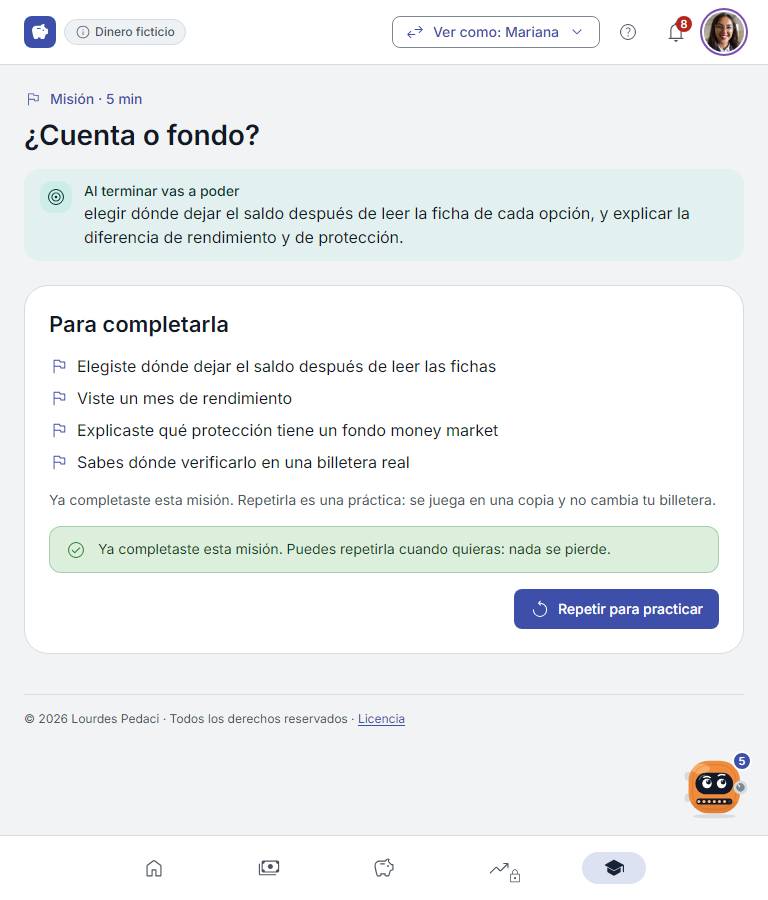 Dinero ficticio
Ver como: Mariana
8
Misión · 5 min
¿Cuenta o fondo?
Al terminar vas a poder
elegir dónde dejar el saldo después de leer la ficha de cada opción, y explicar la
diferencia de rendimiento y de protección.
Para completarla
Elegiste dónde dejar el saldo después de leer las fichas
Viste un mes de rendimiento
Explicaste qué protección tiene un fondo money market
Sabes dónde verificarlo en una billetera real
Ya completaste esta misión. Repetirla es una práctica: se juega en una copia y no cambia tu billetera.
Ya completaste esta misión. Puedes repetirla cuando quieras: nada se pierde.
Repetir para practicar
© 2026 Lourdes Pedaci · Todos los derechos reservados · Licencia
5